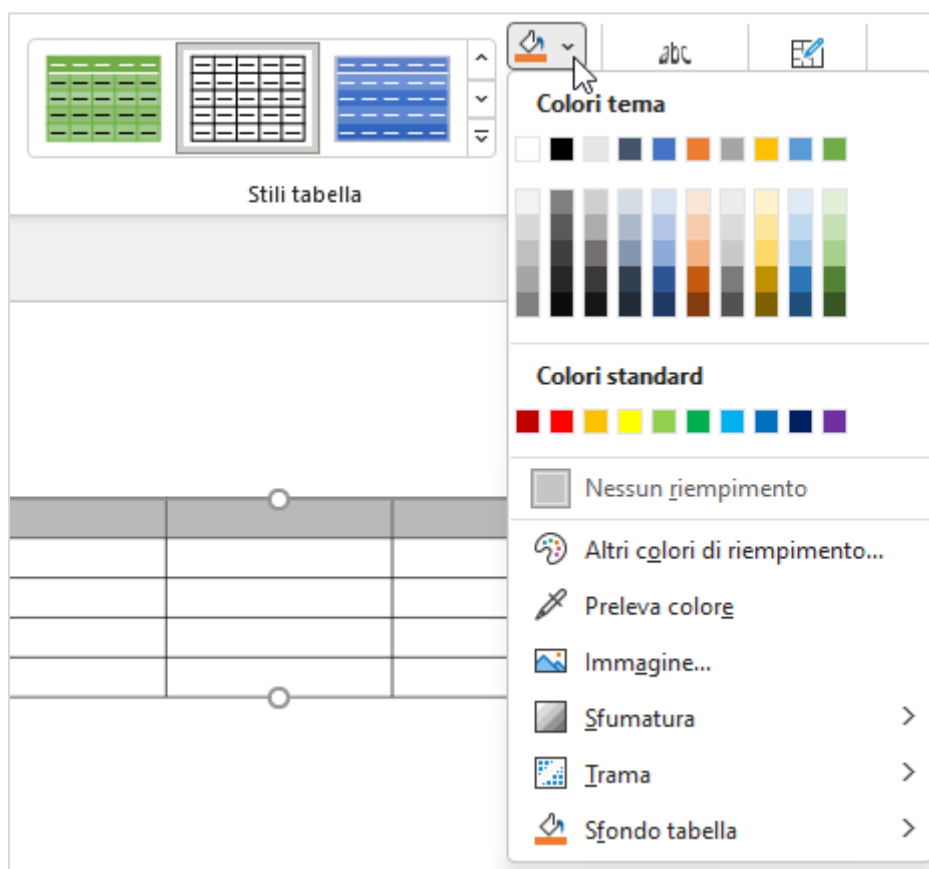 abc
Stili tabella
Colori tema
Colori standard
Nessun riempimento
Altri colori di riempimento...
Preleva colore
Immagine...
Sfumatura
Trama
Sfondo tabella